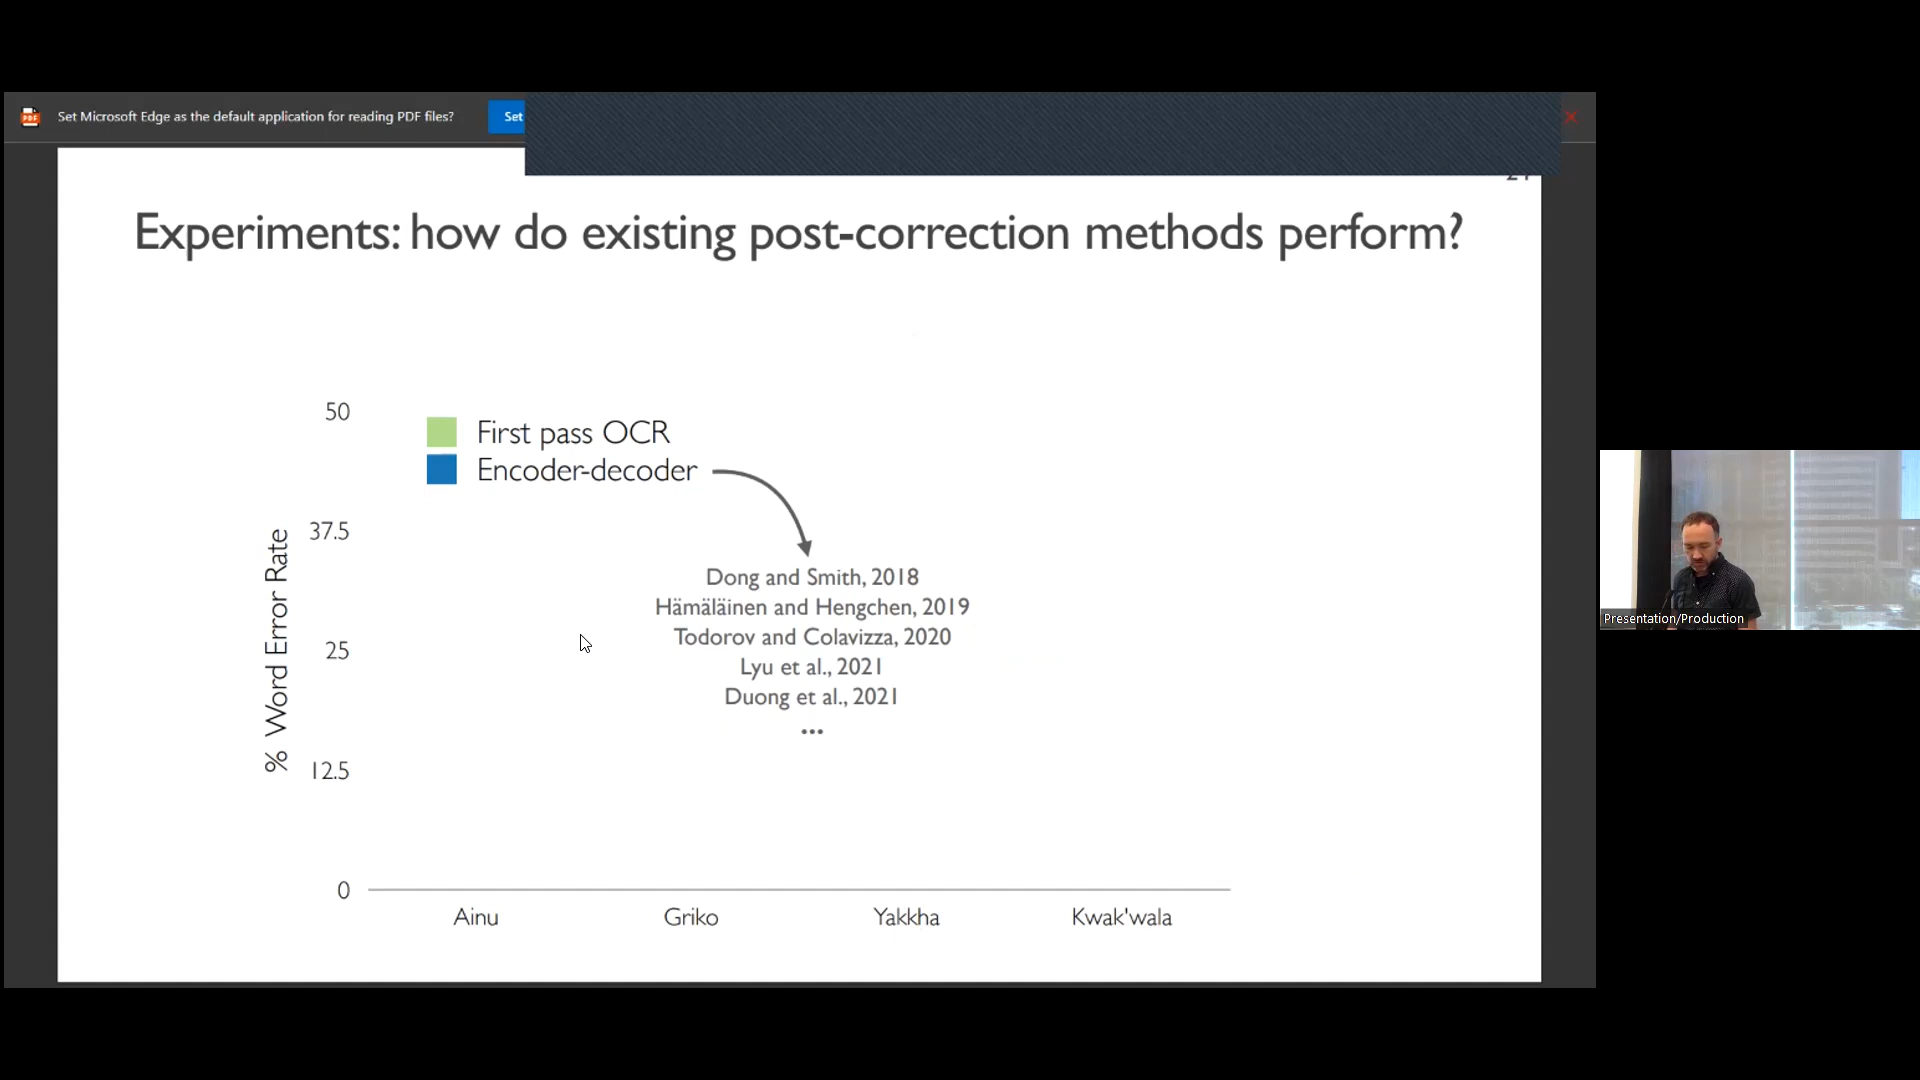 Set Microsoft Edge as the default application for reading PDF files?
Set
Experiments: how do existing post-correction methods perform?
50
First pass OCR
Encoder-decoder
37.5
Dong and Smith, 2018
Hämäläinen and Hengchen, 2019
% Word Error Rate
25
Todorov and Colavizza, 2020
Lyu et al., 2021
Duong et al., 2021
...
12.5
0
Ainu
Griko
Yakkha
Kwak'wala
Presentation/Production